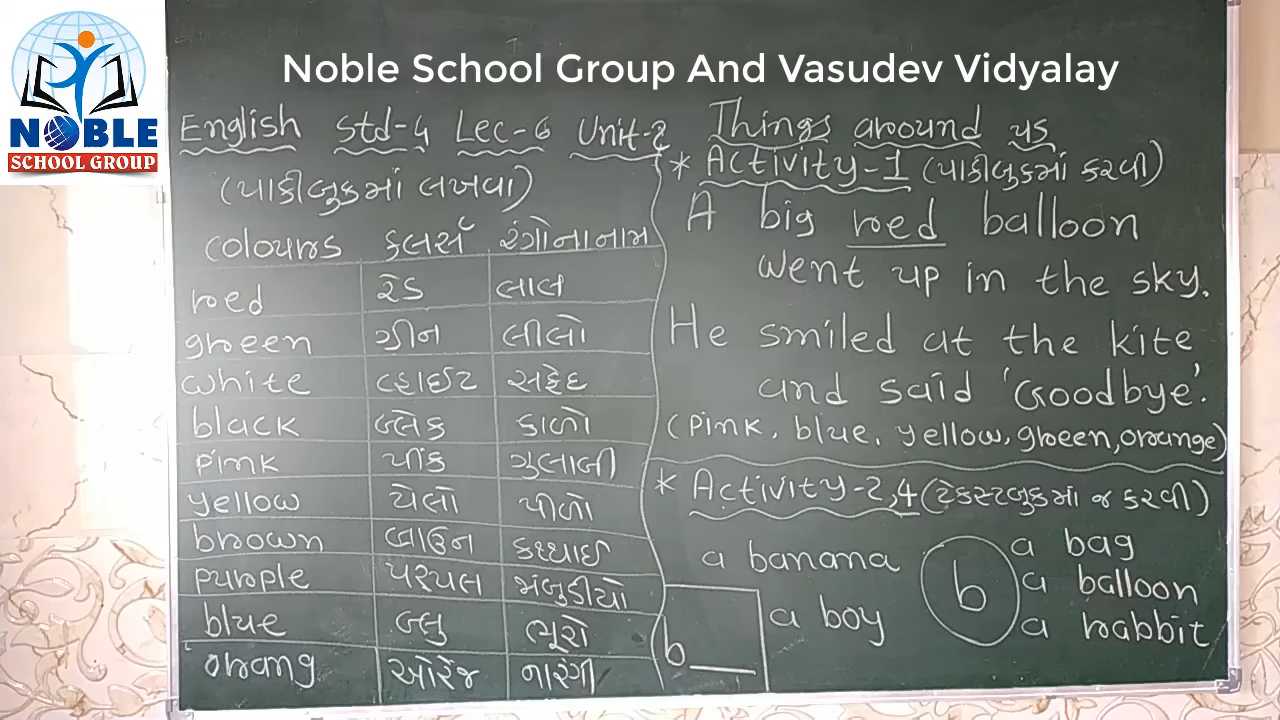 NOBLE
SCHOOL GROUP
Noble School Group And Vasudev Vidyalay
English Std-4 Lec-6 Unit-2 Things around us
(પાકીબુકમાં લખવા)
colours કલર્સ રંગોના નામ
red રેડ લાલ
green ગ્રીન લીલો
white વ્હાઈટ સફેદ
black બ્લેક કાળો
pink પીંક ગુલાબી
yellow યેલો પીળો
brown બ્રાઉન કથ્થાઈ
purple પરપલ જાંબુડીયો
blue બ્લુ ભૂરો
orang ઓરેંજ નારંગી
* Activity-1 (પાકીબુકમાં કરવી)
A big red balloon
went up in the sky.
He smiled at the kite
and said 'Goodbye'.
(Pink, blue, yellow, green, orange)
* Activity-2,4 (ટેકસ્ટબુકમાં જ કરવી)
a banana
a boy
b
b
a bag
a balloon
a rabbit